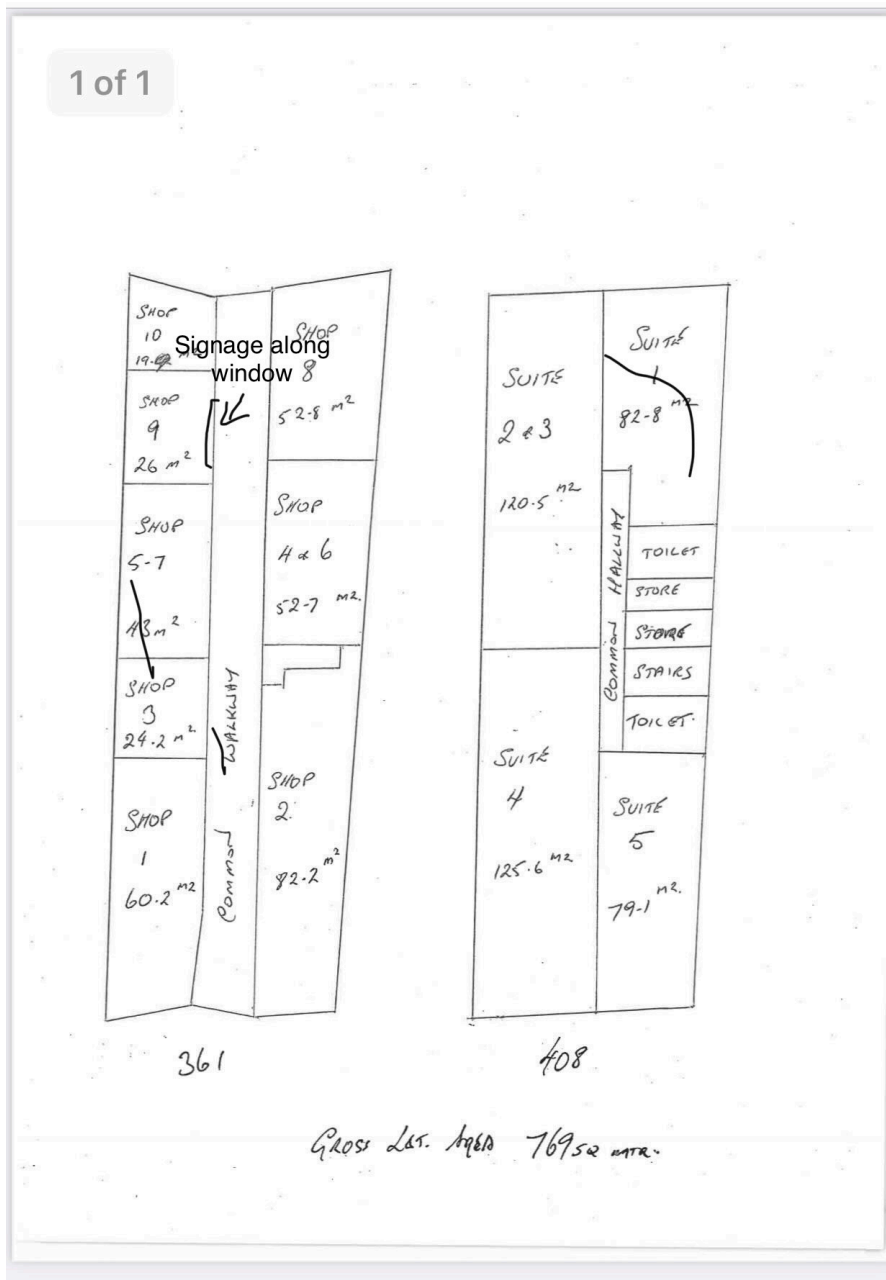 1 of 1
SHOP
10
Signage along
window
SHOP
8
52-8 m²
SHOP
9
26 m²
SHOP
5-7
43m²
SHOP
4 & 6
52-7 m2.
SHOP
3
24.2 m²
COMMON WALKWAY
SHOP
1
60.2 m2
SHOP
2.
82.2 m²
361
SUITE
2 & 3
120.5 m2
SUITE
1
82-8 m2
COMMON HALLWAY
TOILET
STORE
STORE
STAIRS
TOILET.
SUITE
4
125.6 m2
SUITE
5
79-1 m2.
408
GROSS 769 SQ MTR.